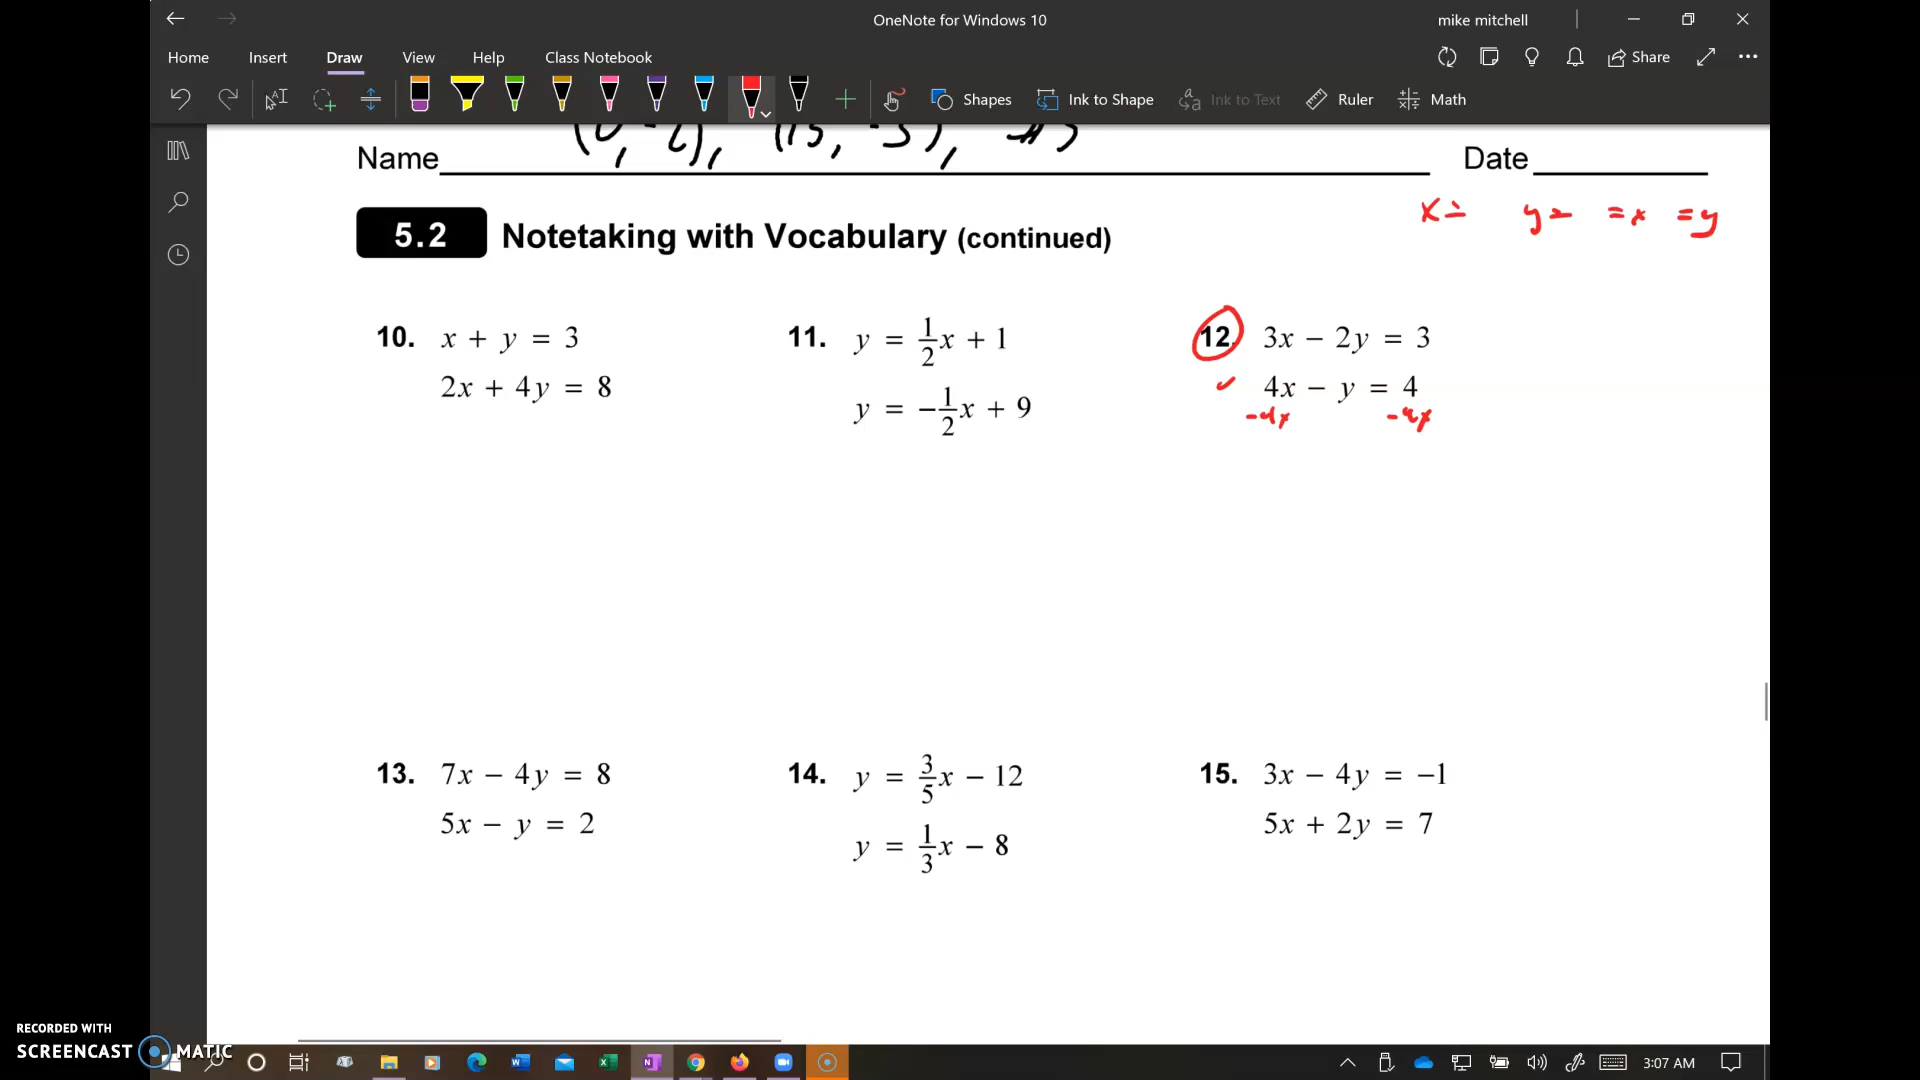 OneNote for Windows 10
mike mitchell
Home Insert Draw View Help Class Notebook
Share
Shapes Ink to Shape Ink to Text Ruler Math
(0, -2), (15, -3),
Name Date
x = y = = x = y
5.2 Notetaking with Vocabulary (continued)
10. x + y = 3
2x + 4y = 8
11. y = 1/2x + 1
y = −1/2x + 9
12. 3x − 2y = 3
4x − y = 4
-4x -4x
13. 7x − 4y = 8
5x − y = 2
14. y = 3/5x − 12
y = 1/3x − 8
15. 3x − 4y = −1
5x + 2y = 7
RECORDED WITH
SCREENCAST MATIC
3:07 AM